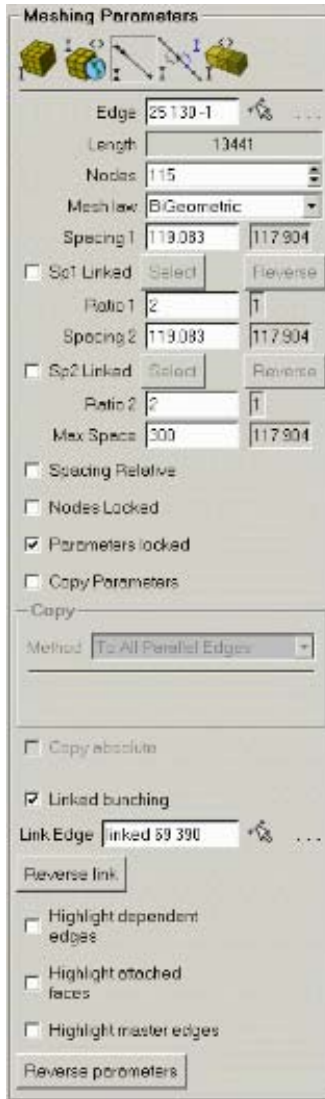 Meshing Parameters
Edge 25 130 -1 ...
Length 13441
Nodes 115
Mesh law BiGeometric
Spacing 1 119.083 117.904
Sp1 Linked Select Reverse
Ratio 1 2 1
Spacing 2 119.083 117.904
Sp2 Linked Select Reverse
Ratio 2 2 1
Max Space 300 117.904
Spacing Relative
Nodes Locked
Parameters locked
Copy Parameters
Copy
Method To All Parallel Edges
Copy absolute
Linked bunching
Link Edge linked 69 390 ...
Reverse link
Highlight dependent
edges
Highlight attached
faces
Highlight master edges
Reverse parameters